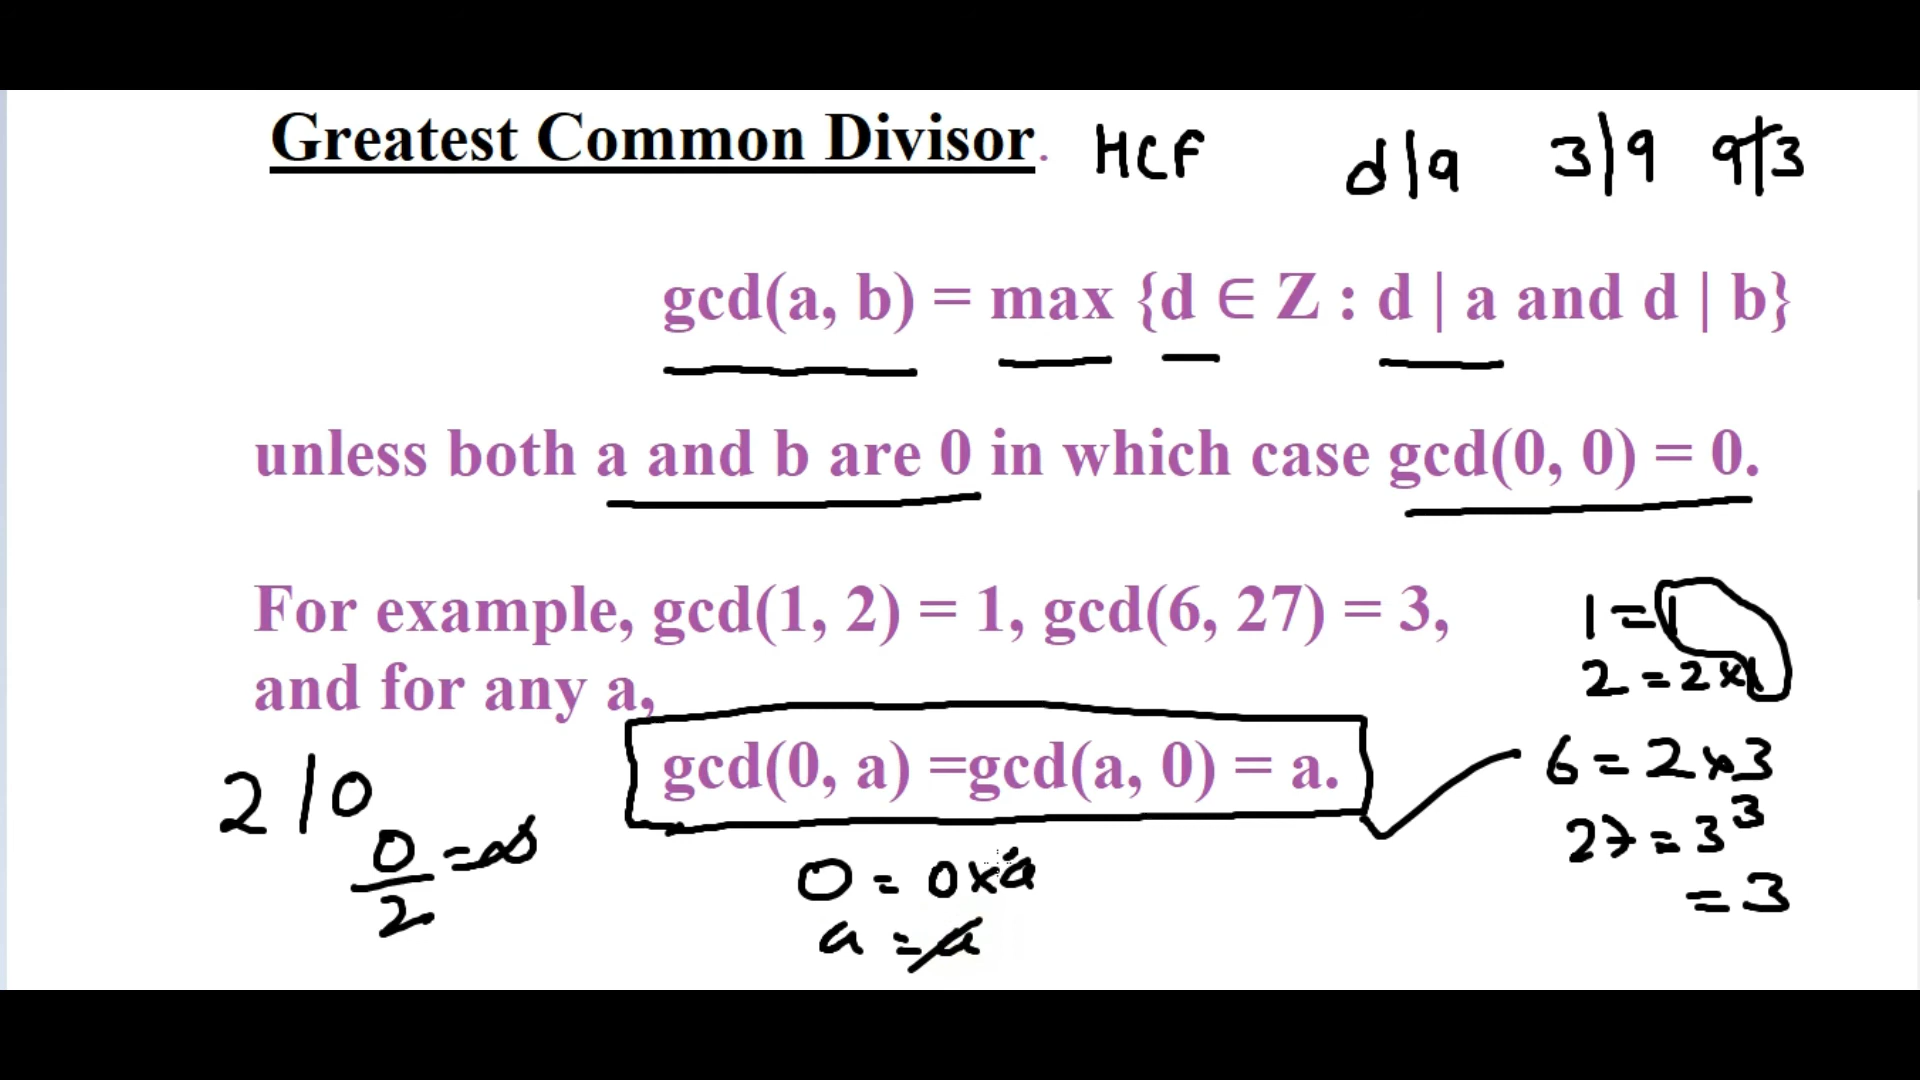 Greatest Common Divisor. HCF d|a 3|9 9∤3
gcd(a, b) = max {d ∈ Z : d | a and d | b}
unless both a and b are 0 in which case gcd(0, 0) = 0.
For example, gcd(1, 2) = 1, gcd(6, 27) = 3,
and for any a,
gcd(0, a) =gcd(a, 0) = a.
1 = 1
2 = 2×1
6 = 2×3
27 = 3³
= 3
2|0
0/2 = ∞
0 = 0×a
a = a